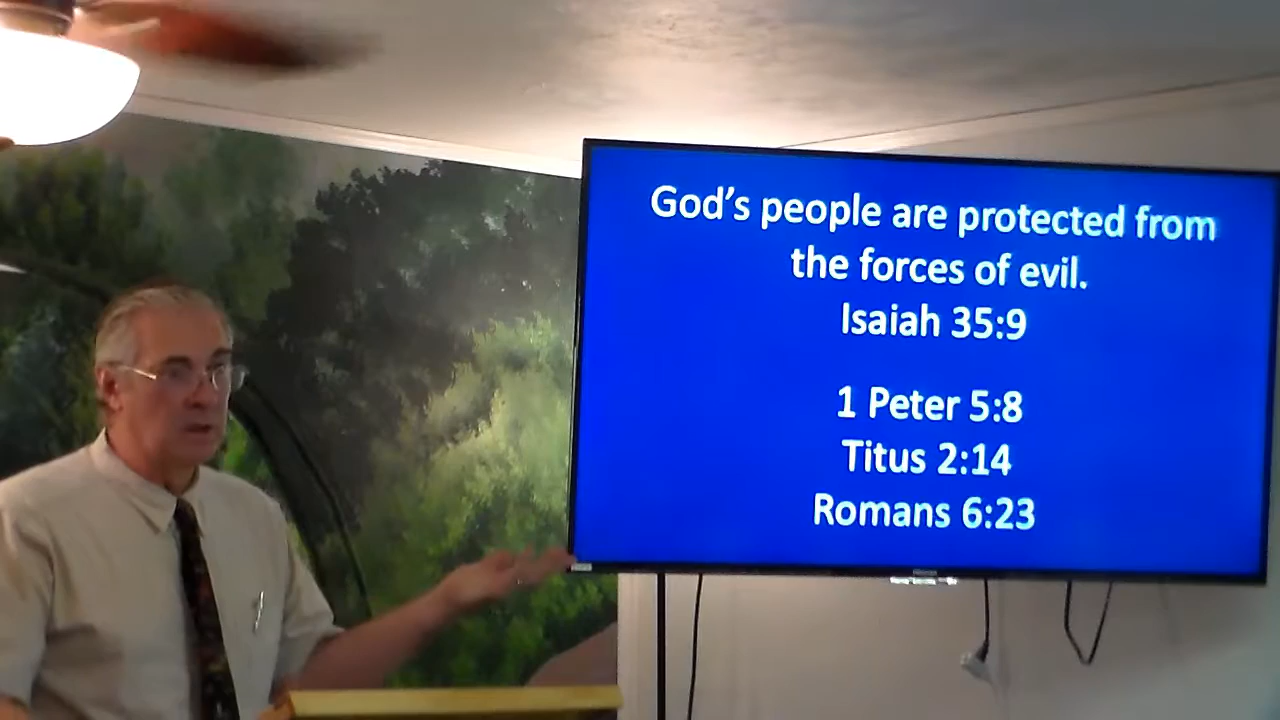 God's people are protected from
the forces of evil.
Isaiah 35:9
1 Peter 5:8
Titus 2:14
Romans 6:23